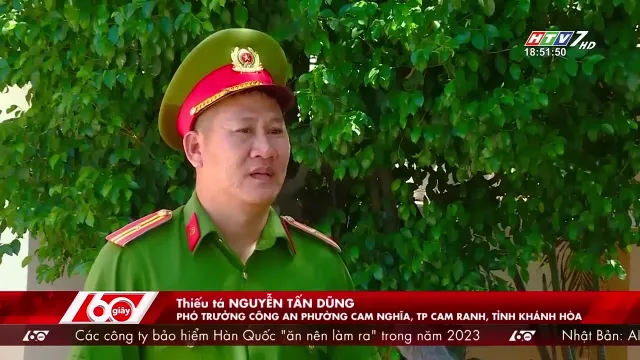 HTV7 HD
18:51:50
60 giây
Thiếu tá NGUYỄN TẤN DŨNG
PHÓ TRƯỞNG CÔNG AN PHƯỜNG CAM NGHĨA, TP CAM RANH, TỈNH KHÁNH HÒA
60 Các công ty bảo hiểm Hàn Quốc "ăn nên làm ra" trong năm 2023 60 Nhật Bản: A